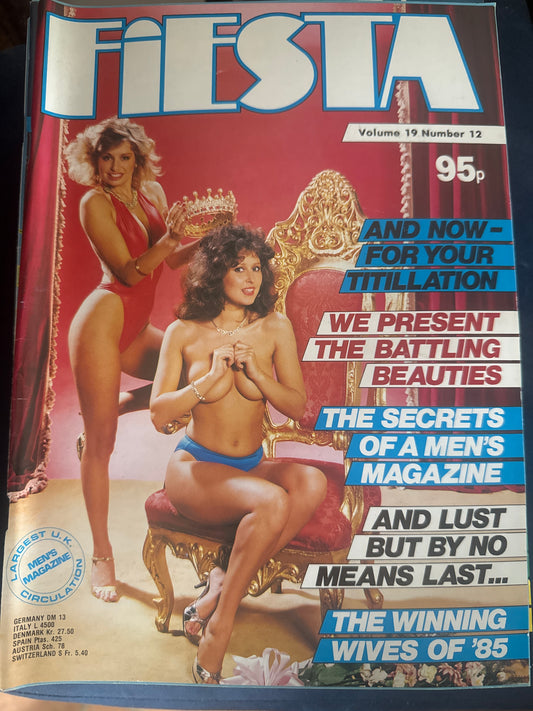 FiESTA
Volume 19 Number 12
95p
AND NOW –
FOR YOUR
TITILLATION
WE PRESENT
THE BATTLING
BEAUTIES
THE SECRETS
OF A MEN'S
MAGAZINE
AND LUST
BUT BY NO
MEANS LAST...
THE WINNING
WIVES OF '85
LARGEST U.K.
MEN'S
MAGAZINE
CIRCULATION
GERMANY DM 13
ITALY L 4500
DENMARK Kr. 27.50
SPAIN Ptas. 425
AUSTRIA Sch. 78
SWITZERLAND S Fr. 5.40